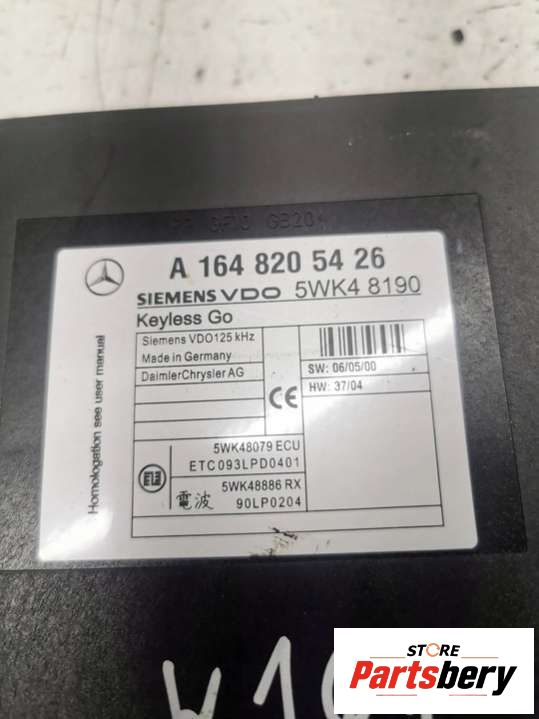 A 164 820 54 26
SIEMENS VDO 5WK4 8190
Keyless Go
Siemens VDO125 kHz
Made in Germany
DaimlerChrysler AG
SW: 06/05/00
HW: 37/04
CE
5WK48079 ECU
ETC093LPD0401
5WK48886 RX
電波 90LP0204
Homologation see user manual
STORE
Partsbery